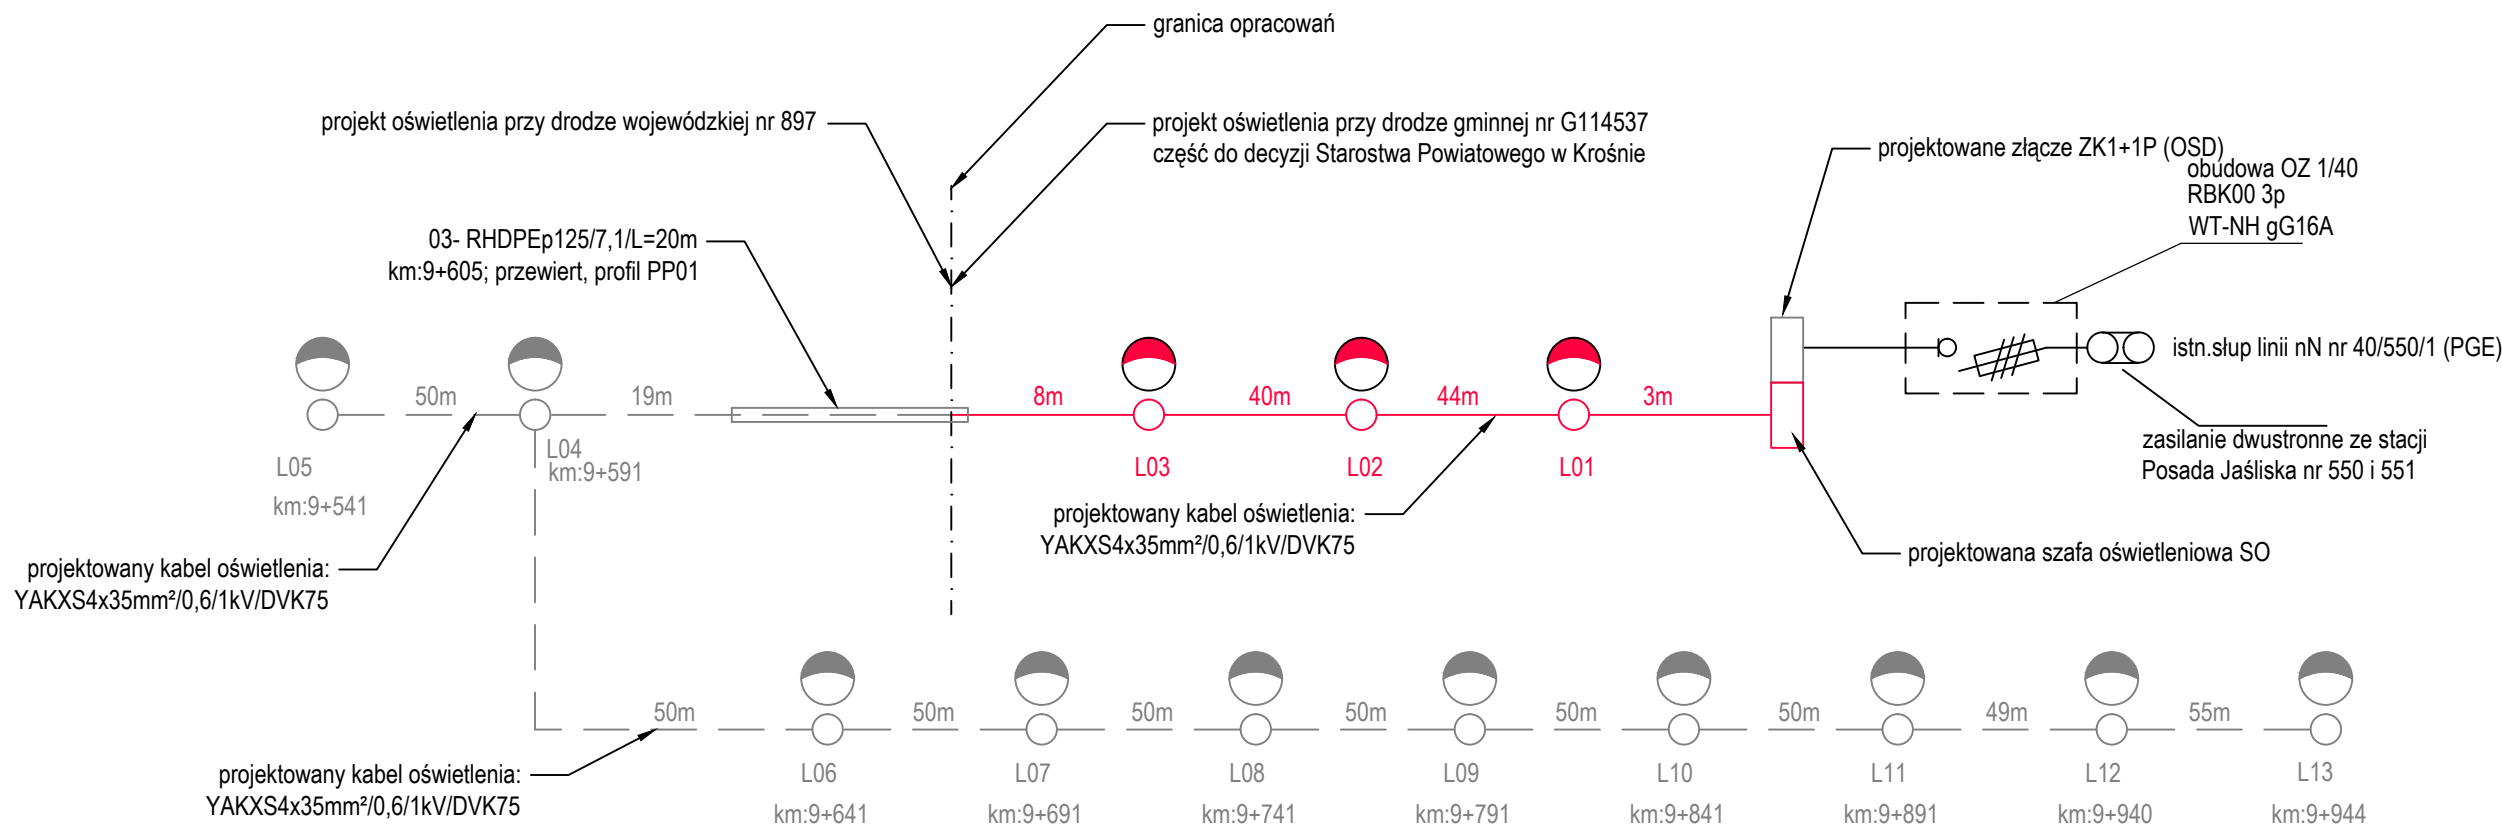 granica opracowań
projekt oświetlenia przy drodze wojewódzkiej nr 897
projekt oświetlenia przy drodze gminnej nr G114537
część do decyzji Starostwa Powiatowego w Krośnie
projektowane złącze ZK1+1P (OSD)
obudowa OZ 1/40
RBK00 3p
WT-NH gG16A
03- RHDPEp125/7,1/L=20m
km:9+605; przewiert, profil PP01
istn.słup linii nN nr 40/550/1 (PGE)
50m
19m
8m
40m
44m
3m
L05
km:9+541
L04
km:9+591
L03
L02
L01
zasilanie dwustronne ze stacji
Posada Jaśliska nr 550 i 551
projektowany kabel oświetlenia:
YAKXS4x35mm²/0,6/1kV/DVK75
projektowana szafa oświetleniowa SO
projektowany kabel oświetlenia:
YAKXS4x35mm²/0,6/1kV/DVK75
50m
50m
50m
50m
50m
50m
49m
55m
projektowany kabel oświetlenia:
YAKXS4x35mm²/0,6/1kV/DVK75
L06
L07
L08
L09
L10
L11
L12
L13
km:9+641
km:9+691
km:9+741
km:9+791
km:9+841
km:9+891
km:9+940
km:9+944